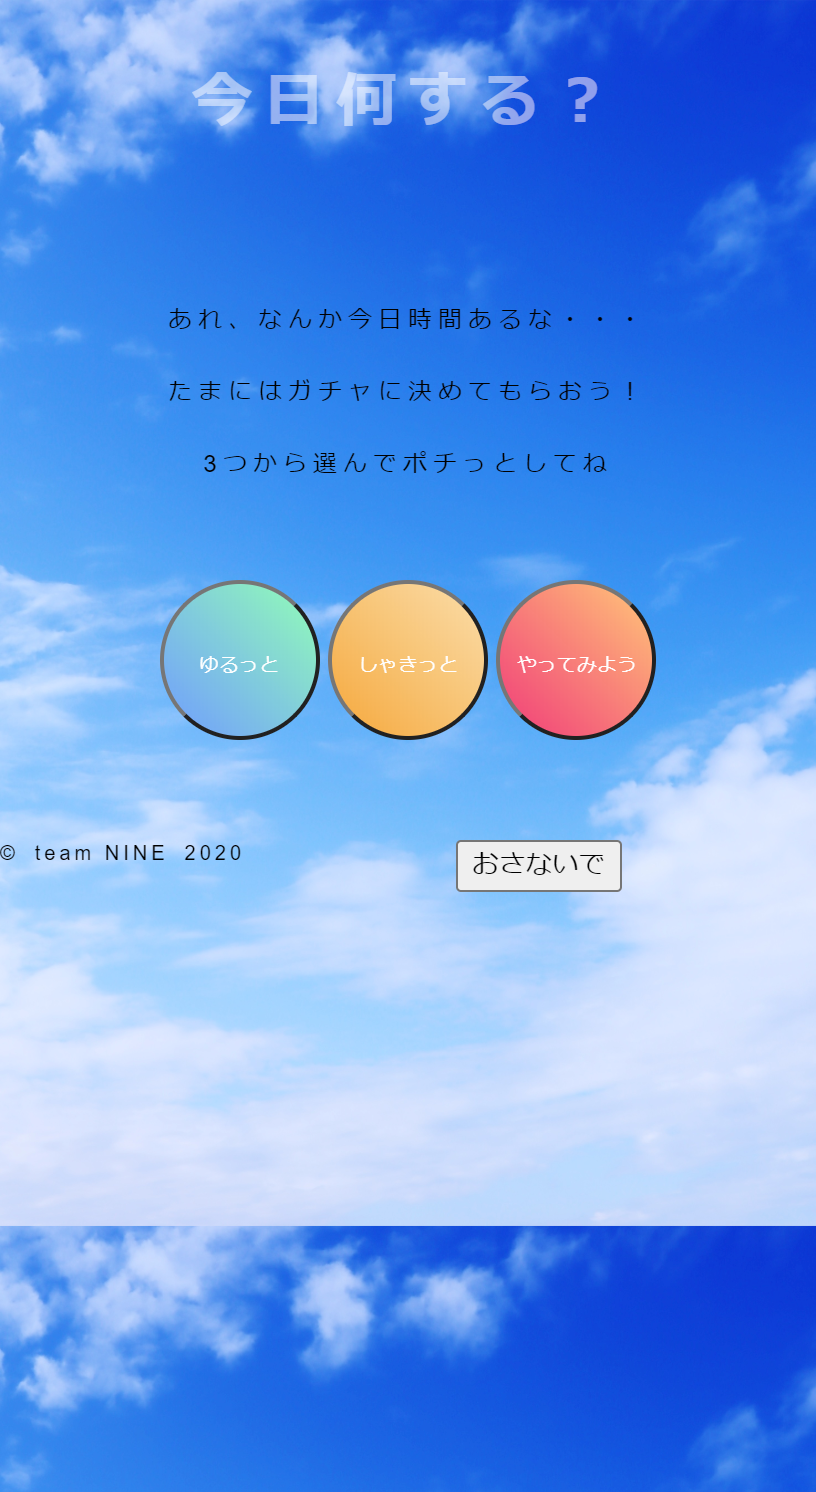 今日何する？
あれ、なんか今日時間あるな・・・
たまにはガチャに決めてもらおう！
3つから選んでポチっとしてね
ゆるっと
しゃきっと
やってみよう
© team NINE 2020
おさないで